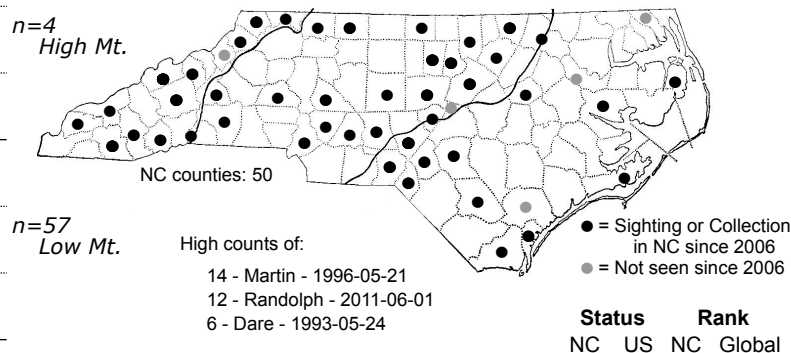 n=4
High Mt.
NC counties: 50
n=57
Low Mt.
High counts of:
14 - Martin - 1996-05-21
12 - Randolph - 2011-06-01
6 - Dare - 1993-05-24
= Sighting or Collection
in NC since 2006
= Not seen since 2006
Status Rank
NC US NC Global